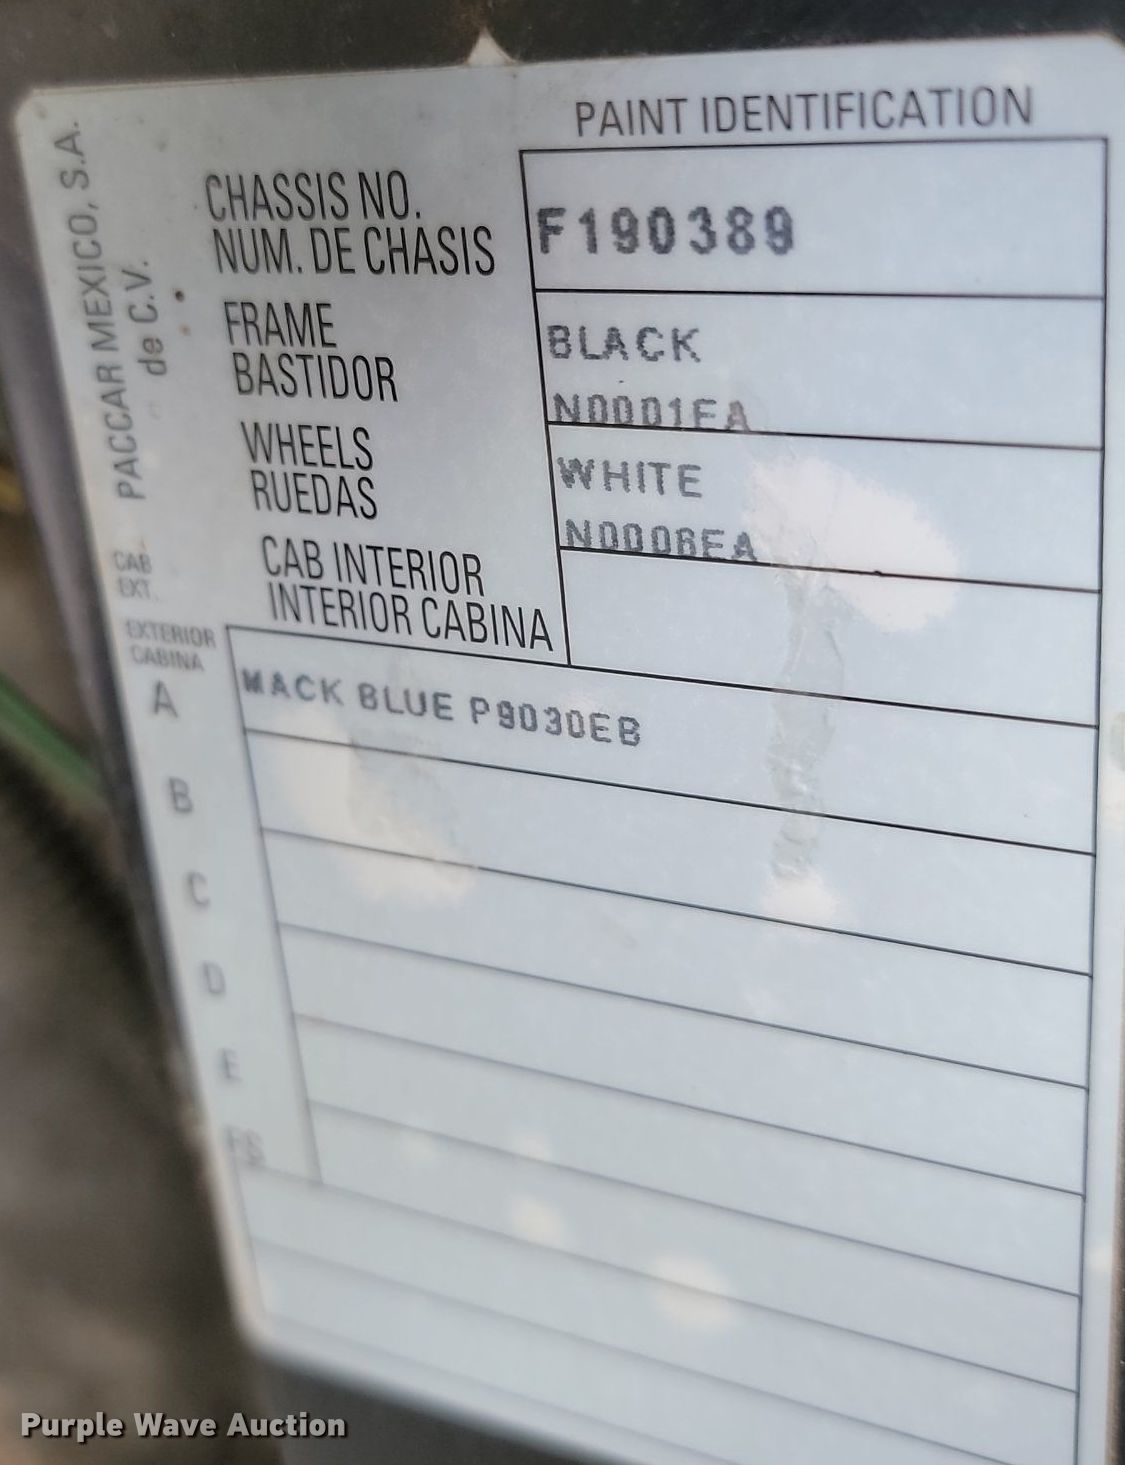 PAINT IDENTIFICATION
PACCAR MEXICO, S.A.
de C.V.
CHASSIS NO.
NUM. DE CHASIS
F190389
FRAME
BASTIDOR
BLACK
N0001EA
WHEELS
RUEDAS
WHITE
N0006EA
CAB INTERIOR
INTERIOR CABINA
CAB
EXT.
EXTERIOR
CABINA
A
MACK BLUE P9030EB
B
C
D
E
Purple Wave Auction